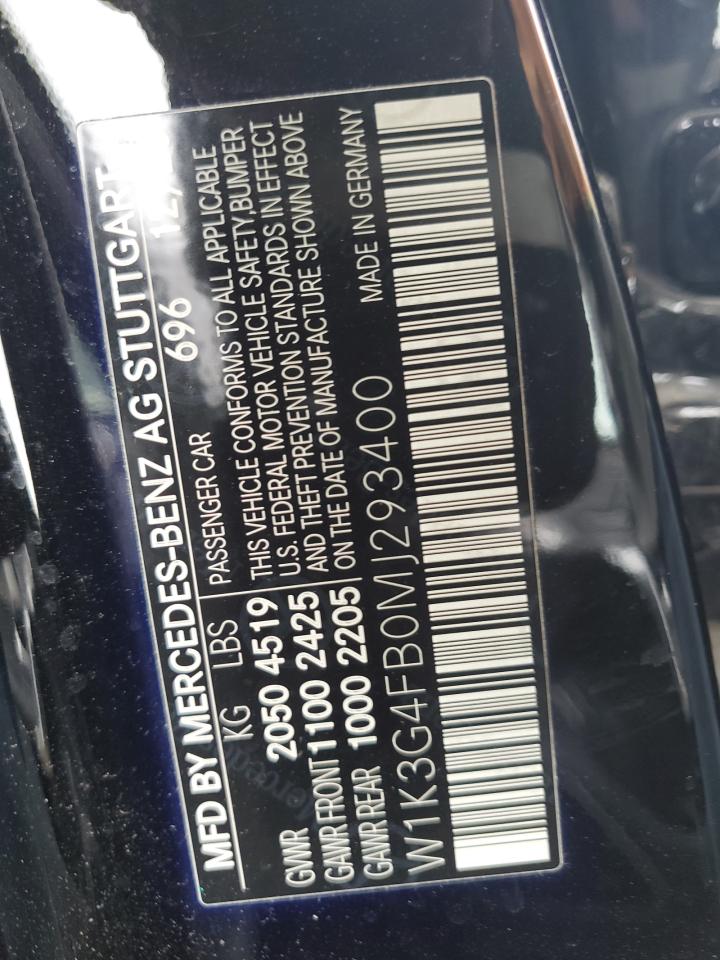 MFD BY MERCEDES-BENZ AG STUTTGART
696
KG LBS
GVWR 2050 4519
GAWR FRONT 1100 2425
GAWR REAR 1000 2205
PASSENGER CAR
THIS VEHICLE CONFORMS TO ALL APPLICABLE
U.S. FEDERAL MOTOR VEHICLE SAFETY,BUMPER
AND THEFT PREVENTION STANDARDS IN EFFECT
ON THE DATE OF MANUFACTURE SHOWN ABOVE
MADE IN GERMANY
W1K3G4FB0MJ293400